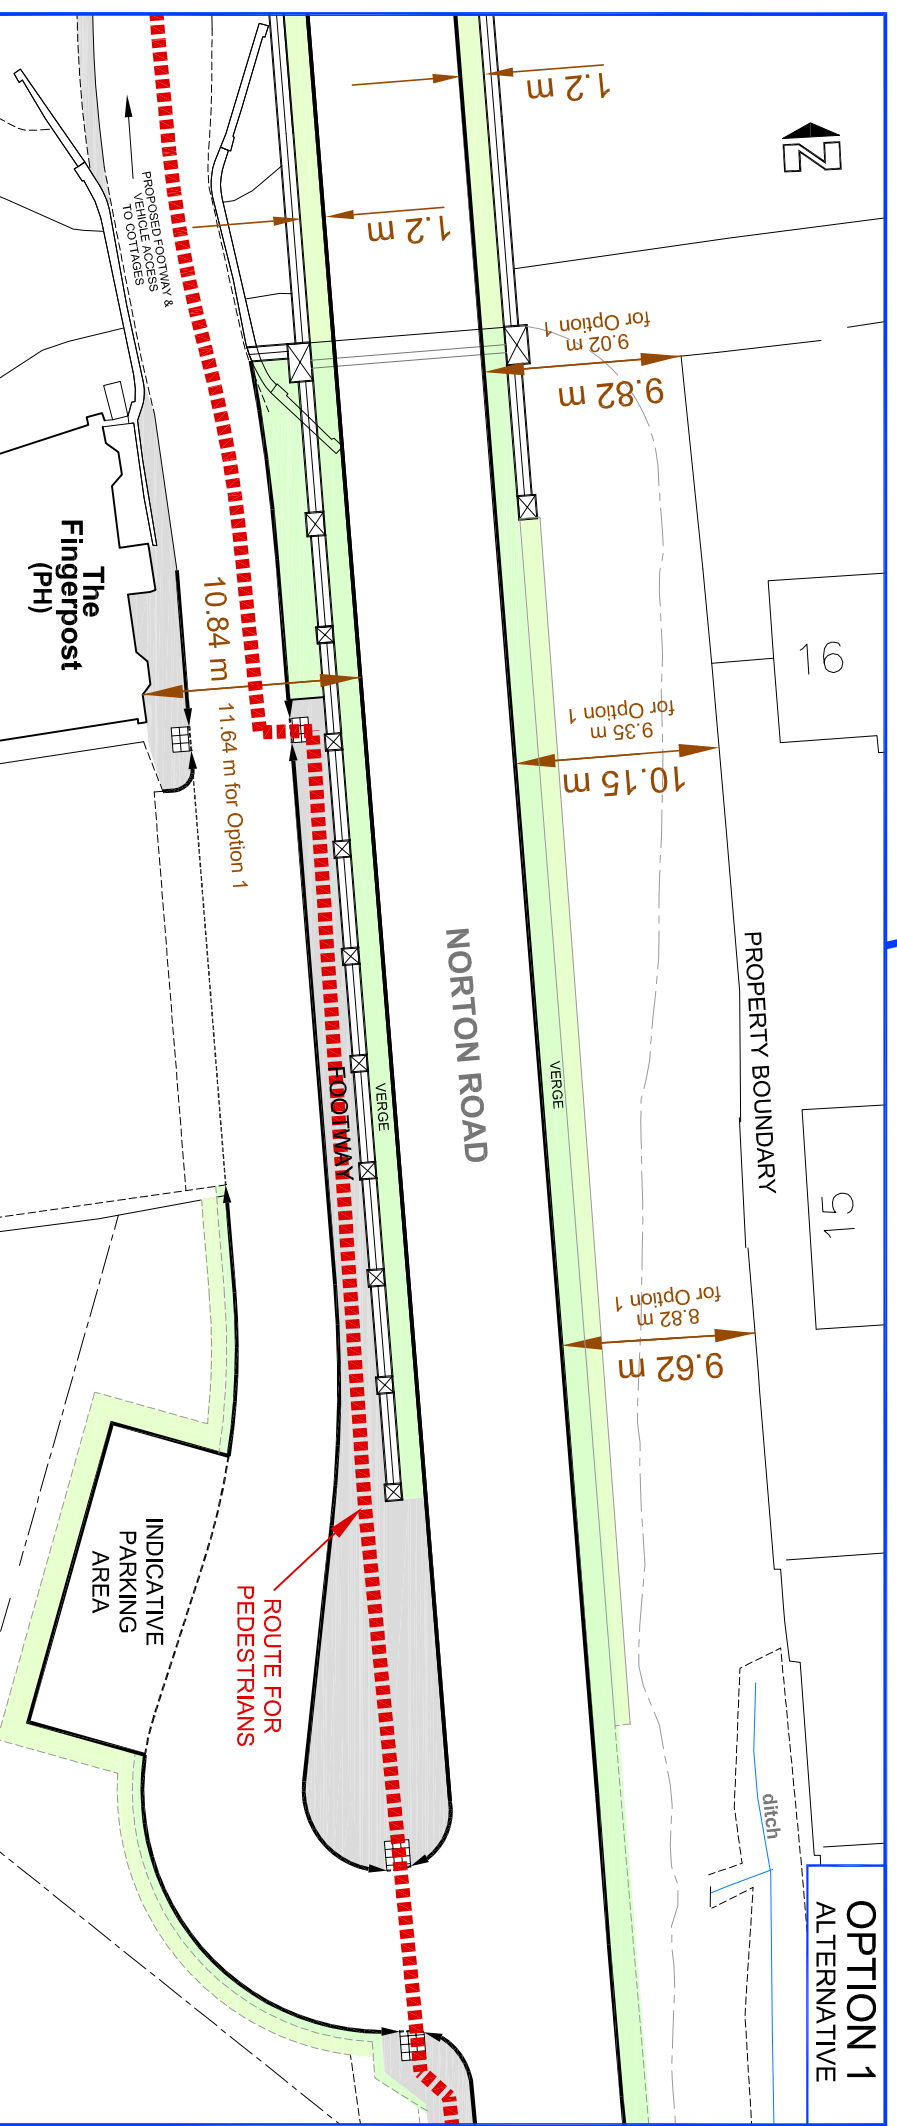 OPTION 1
ALTERNATIVE
N
1.2 m
1.2 m
PROPOSED FOOTWAY &
VEHICLE ACCESS
TO COTTAGES
9.82 m
9.02 m
for Option 1
The
Fingerpost
(PH)
10.84 m
11.64 m for Option 1
16
10.15 m
9.35 m
for Option 1
NORTON ROAD
PROPERTY BOUNDARY
VERGE
VERGE
FOOTWAY
15
9.62 m
8.82 m
for Option 1
INDICATIVE
PARKING
AREA
ROUTE FOR
PEDESTRIANS
ditch